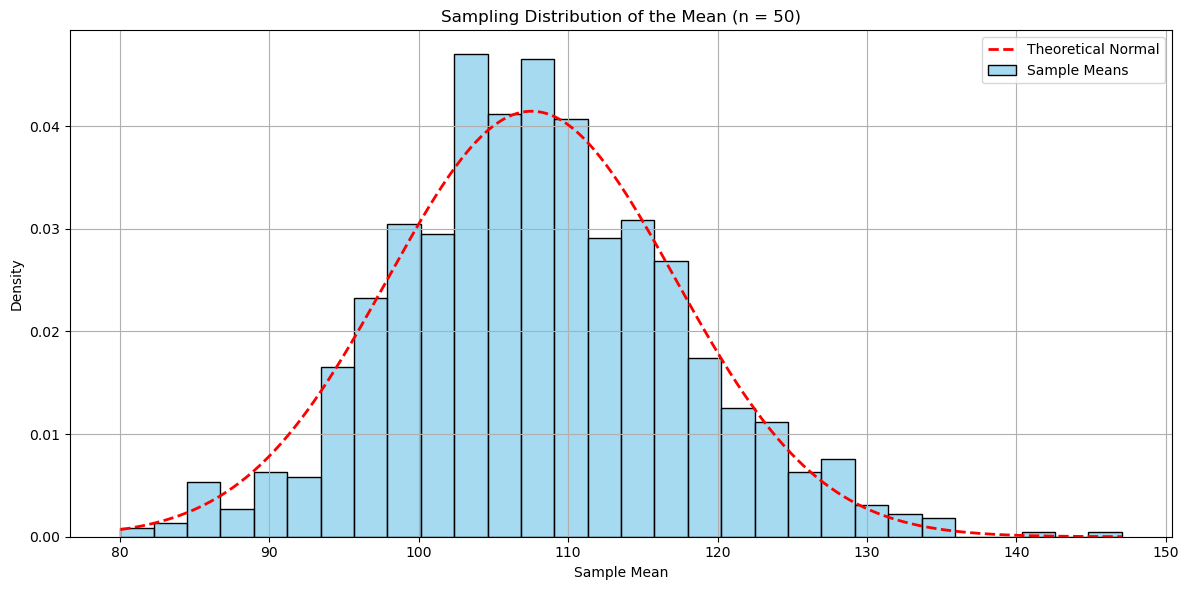 Sampling Distribution of the Mean (n = 50)
Theoretical Normal
Sample Means
Density
0.04
0.03
0.02
0.01
0.00
80 90 100 110 120 130 140 150
Sample Mean